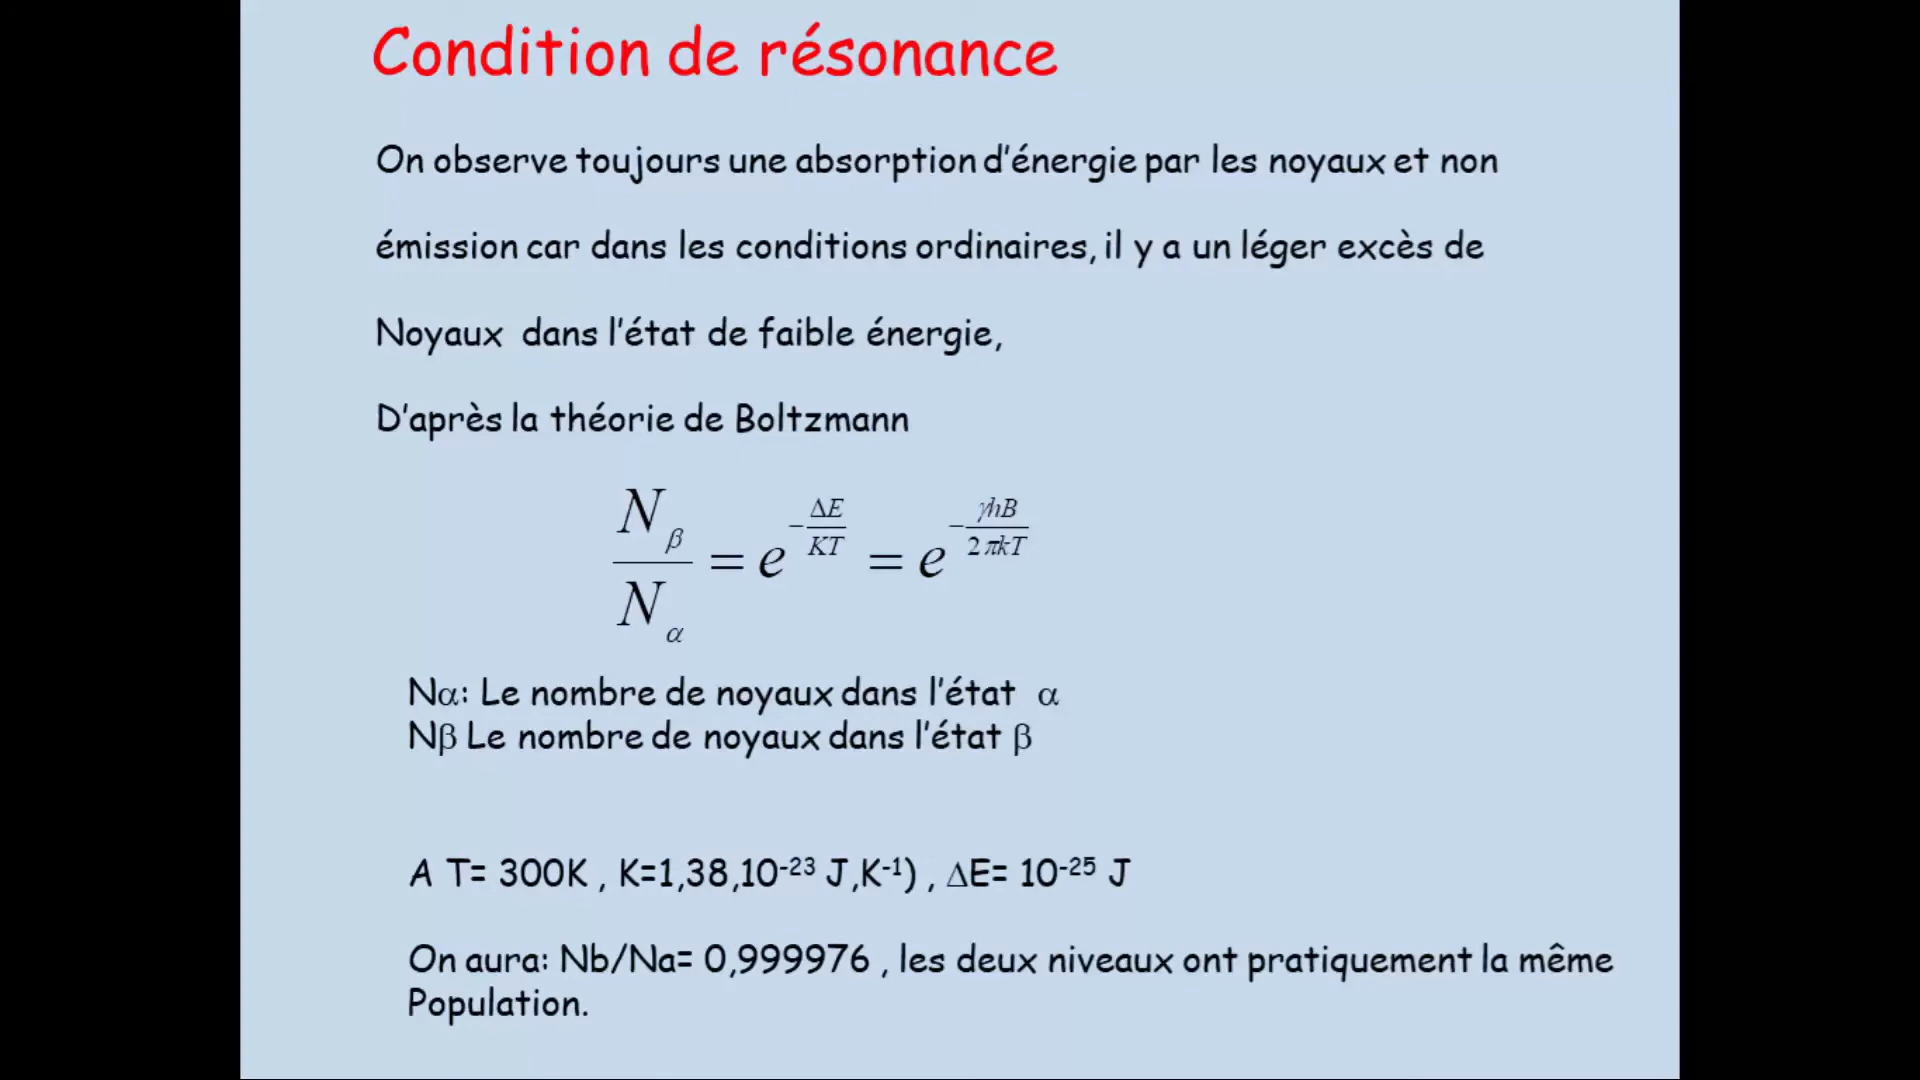 Condition de résonance
On observe toujours une absorption d'énergie par les noyaux et non
émission car dans les conditions ordinaires, il y a un léger excès de
Noyaux dans l'état de faible énergie,
D'après la théorie de Boltzmann
N_β / N_α = e^(-ΔE/KT) = e^(-γhB/2πkT)
Nα: Le nombre de noyaux dans l'état α
Nβ Le nombre de noyaux dans l'état β
A T= 300K , K=1,38,10⁻²³ J,K⁻¹) , ΔE= 10⁻²⁵ J
On aura: Nb/Na= 0,999976 , les deux niveaux ont pratiquement la même
Population.